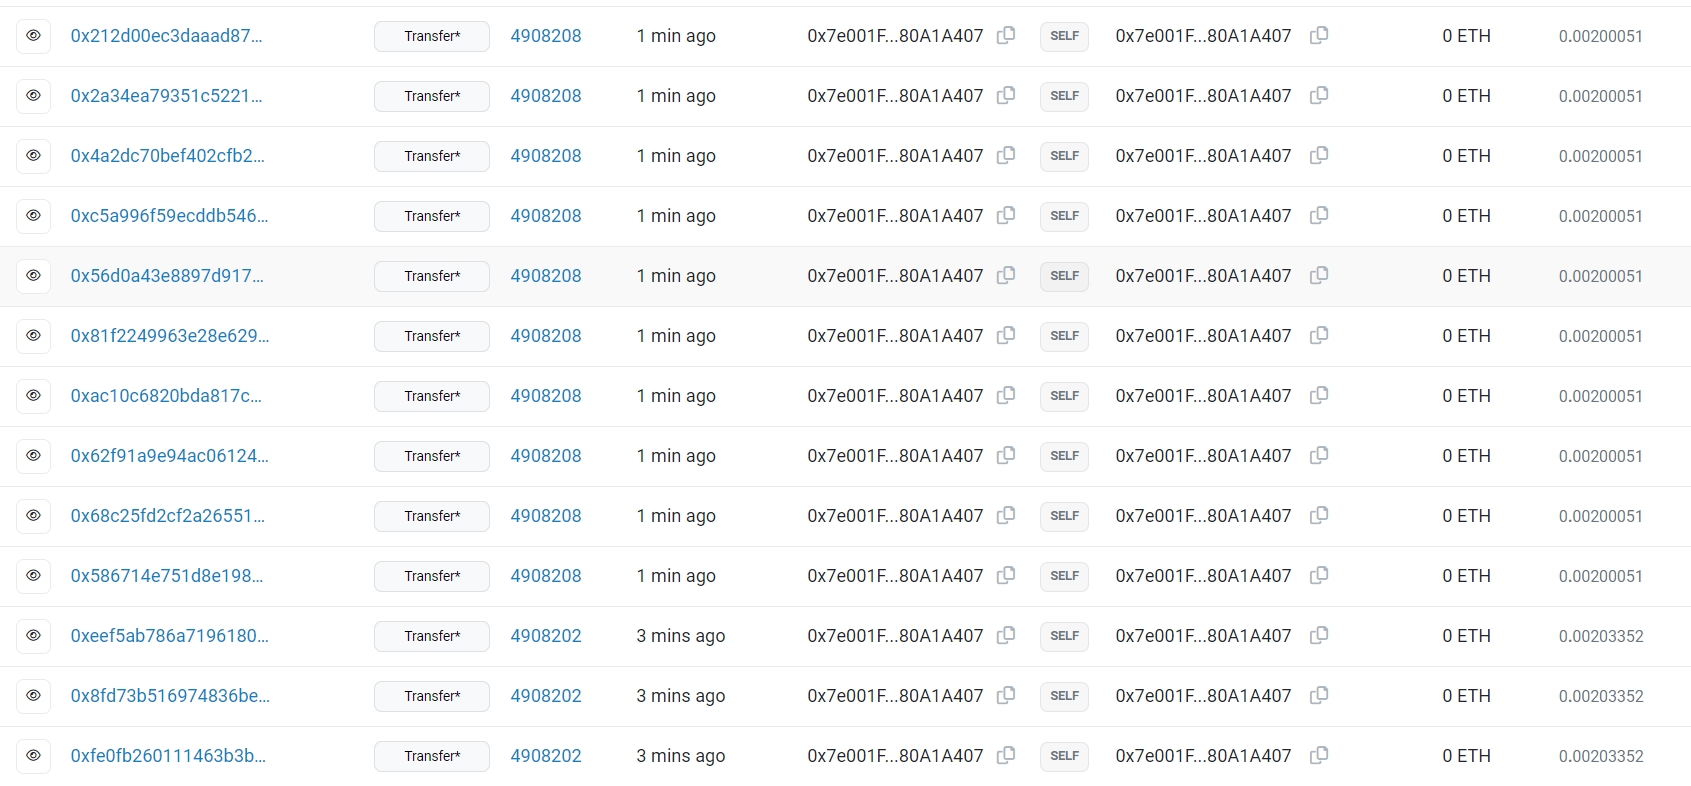 0x212d00ec3daaad87... Transfer* 4908208 1 min ago 0x7e001F...80A1A407 SELF 0x7e001F...80A1A407 0 ETH 0.00200051
0x2a34ea79351c5221... Transfer* 4908208 1 min ago 0x7e001F...80A1A407 SELF 0x7e001F...80A1A407 0 ETH 0.00200051
0x4a2dc70bef402cfb2... Transfer* 4908208 1 min ago 0x7e001F...80A1A407 SELF 0x7e001F...80A1A407 0 ETH 0.00200051
0xc5a996f59ecddb546... Transfer* 4908208 1 min ago 0x7e001F...80A1A407 SELF 0x7e001F...80A1A407 0 ETH 0.00200051
0x56d0a43e8897d917... Transfer* 4908208 1 min ago 0x7e001F...80A1A407 SELF 0x7e001F...80A1A407 0 ETH 0.00200051
0x81f2249963e28e629... Transfer* 4908208 1 min ago 0x7e001F...80A1A407 SELF 0x7e001F...80A1A407 0 ETH 0.00200051
0xac10c6820bda817c... Transfer* 4908208 1 min ago 0x7e001F...80A1A407 SELF 0x7e001F...80A1A407 0 ETH 0.00200051
0x62f91a9e94ac06124... Transfer* 4908208 1 min ago 0x7e001F...80A1A407 SELF 0x7e001F...80A1A407 0 ETH 0.00200051
0x68c25fd2cf2a26551... Transfer* 4908208 1 min ago 0x7e001F...80A1A407 SELF 0x7e001F...80A1A407 0 ETH 0.00200051
0x586714e751d8e198... Transfer* 4908208 1 min ago 0x7e001F...80A1A407 SELF 0x7e001F...80A1A407 0 ETH 0.00200051
0xeef5ab786a7196180... Transfer* 4908202 3 mins ago 0x7e001F...80A1A407 SELF 0x7e001F...80A1A407 0 ETH 0.00203352
0x8fd73b516974836be... Transfer* 4908202 3 mins ago 0x7e001F...80A1A407 SELF 0x7e001F...80A1A407 0 ETH 0.00203352
0xfe0fb260111463b3b... Transfer* 4908202 3 mins ago 0x7e001F...80A1A407 SELF 0x7e001F...80A1A407 0 ETH 0.00203352